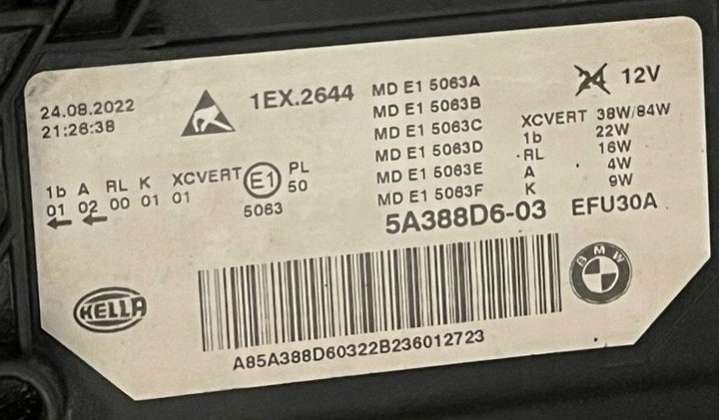 24.08.2022
21:26:38
1EX.2644
MD E1 5063A
MD E1 5063B
MD E1 5063C
MD E1 5063D
MD E1 5063E
MD E1 5063F
24 12V
XCVERT 38W/84W
1b 22W
RL 16W
A 4W
K 9W
1b A RL K XCVERT
01 02 00 01 01
E1
PL
50
5063
5A388D6-03 EFU30A
HELLA
BMW
A85A388D60322B236012723